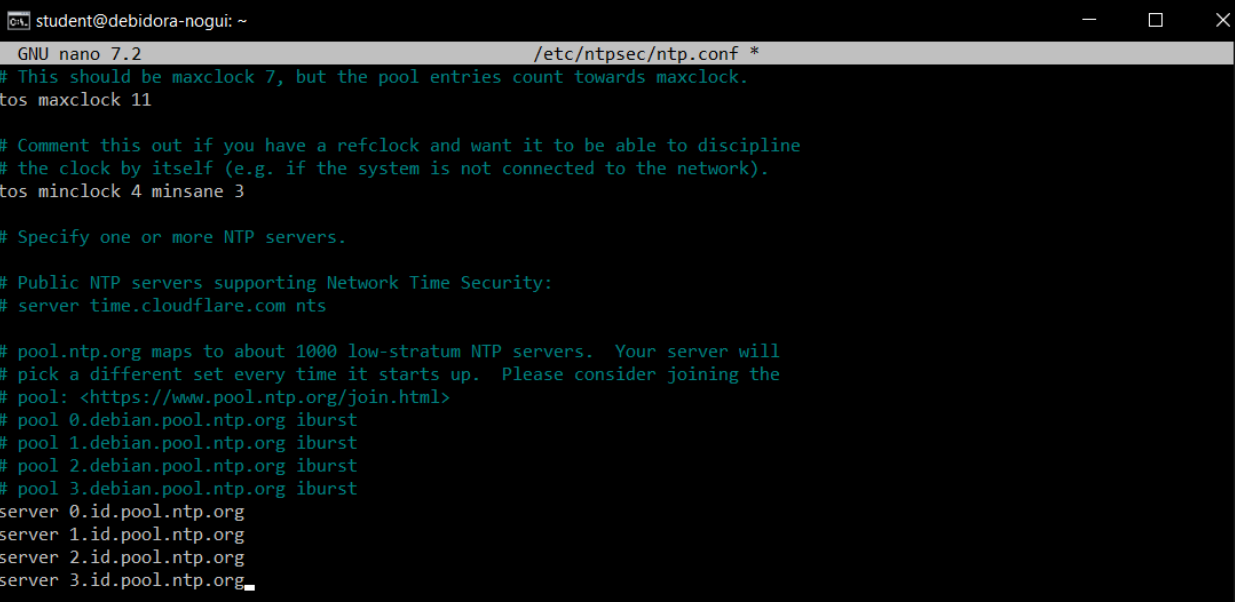 student@debidora-nogui: ~
GNU nano 7.2 /etc/ntpsec/ntp.conf *
# This should be maxclock 7, but the pool entries count towards maxclock.
tos maxclock 11
# Comment this out if you have a refclock and want it to be able to discipline
# the clock by itself (e.g. if the system is not connected to the network).
tos minclock 4 minsane 3
# Specify one or more NTP servers.
# Public NTP servers supporting Network Time Security:
# server time.cloudflare.com nts
# pool.ntp.org maps to about 1000 low-stratum NTP servers.  Your server will
# pick a different set every time it starts up.  Please consider joining the
# pool: <https://www.pool.ntp.org/join.html>
# pool 0.debian.pool.ntp.org iburst
# pool 1.debian.pool.ntp.org iburst
# pool 2.debian.pool.ntp.org iburst
# pool 3.debian.pool.ntp.org iburst
server 0.id.pool.ntp.org
server 1.id.pool.ntp.org
server 2.id.pool.ntp.org
server 3.id.pool.ntp.org